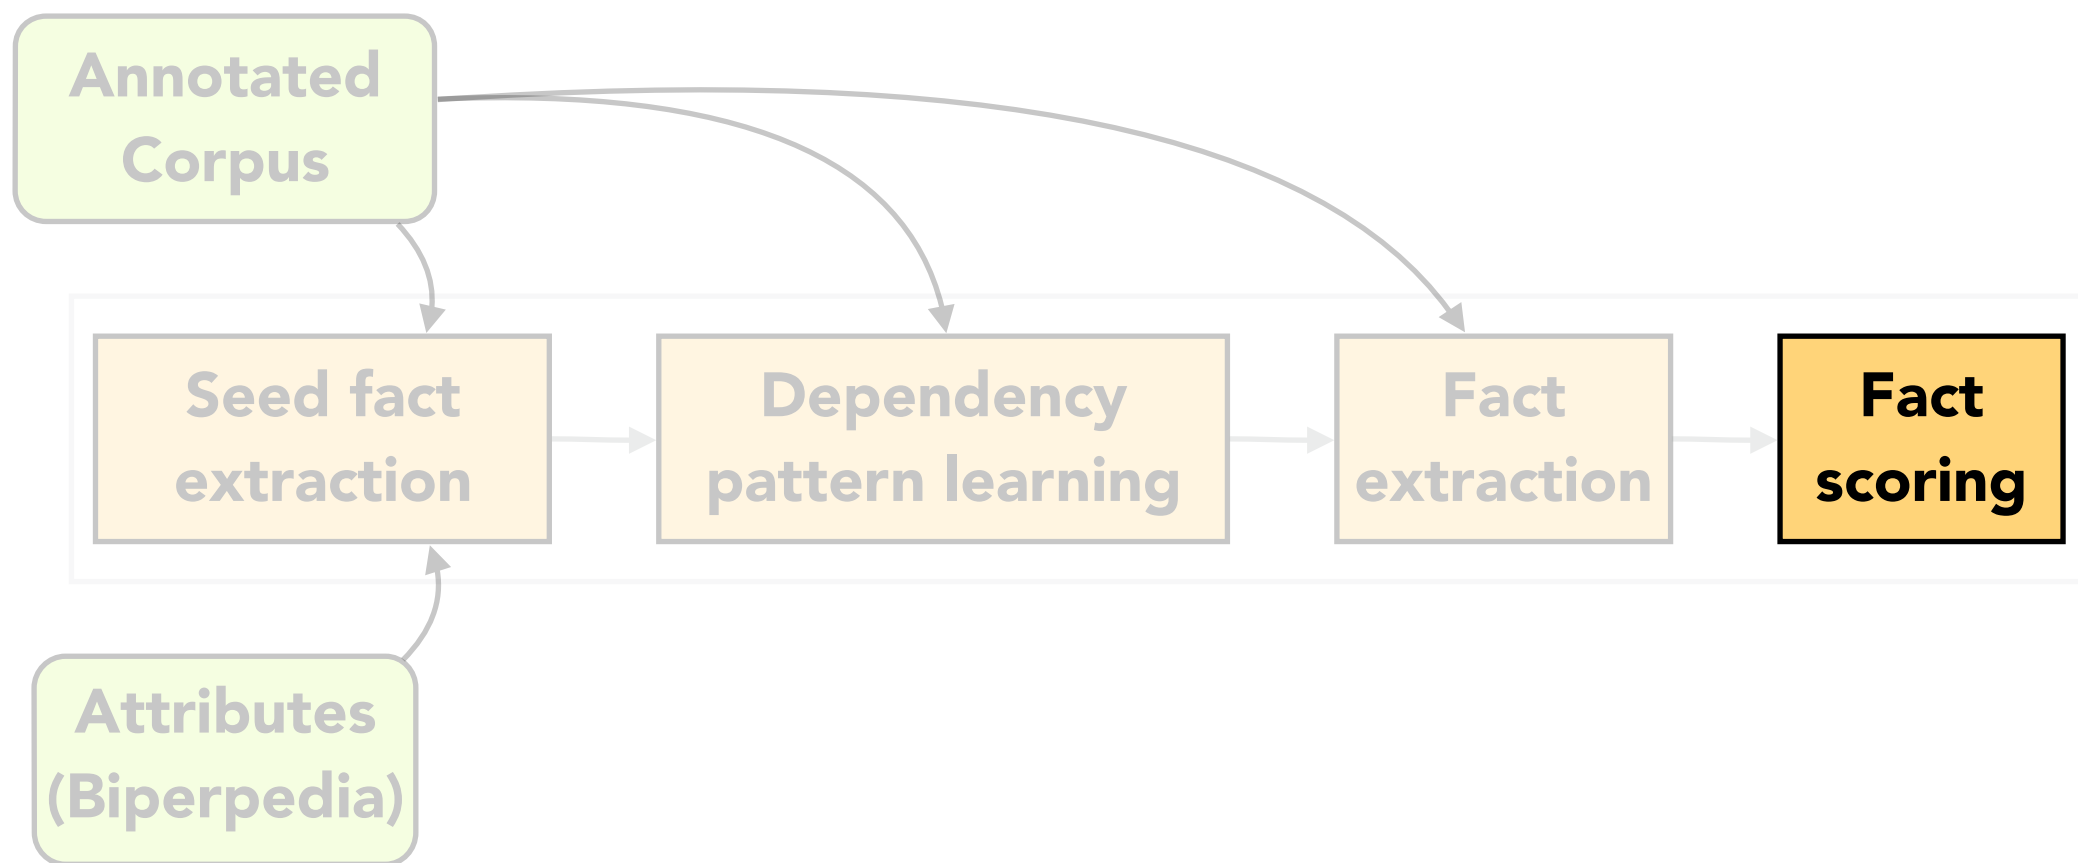 Annotated
Corpus
Seed fact
extraction
Dependency
pattern learning
Fact
extraction
Fact
scoring
Attributes
(Biperpedia)